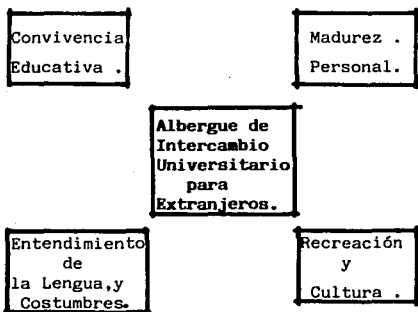 Convivencia
Educativa .
Madurez .
Personal.
Albergue de
Intercambio
Universitario
para
Extranjeros.
Entendimiento
de
la Lengua,y
Costumbres.
Recreación
y
Cultura .